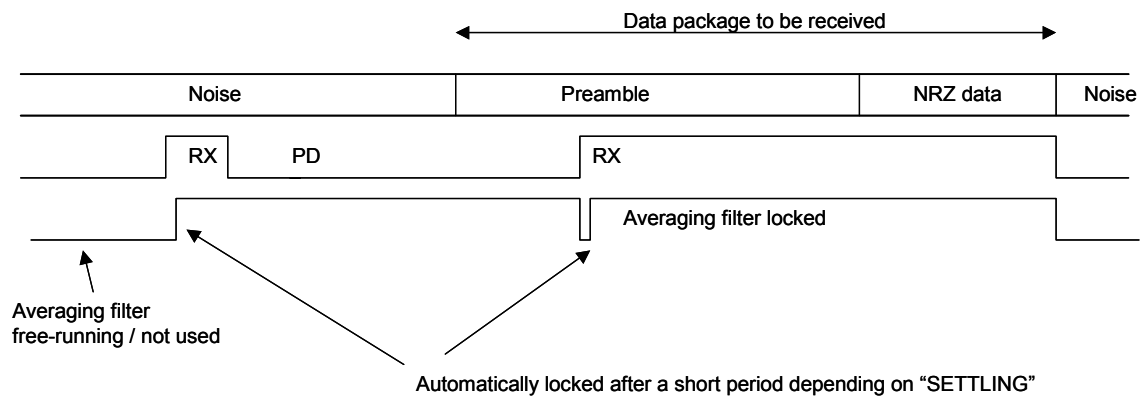 Data package to be received
Noise Preamble NRZ data Noise
RX PD RX
Averaging filter locked
Averaging filter
free-running / not used
Automatically locked after a short period depending on “SETTLING”